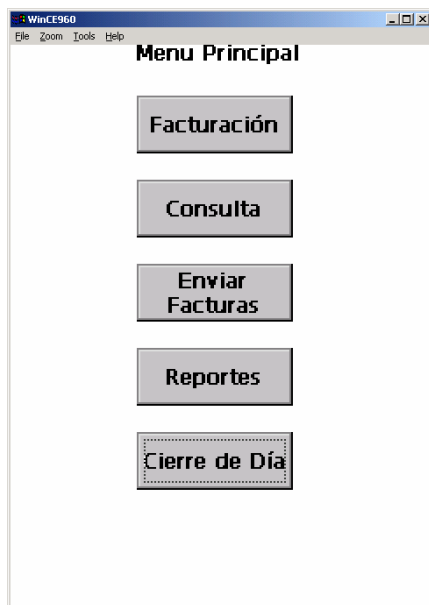 WinCE960
File Zoom Tools Help
Menu Principal
Facturación
Consulta
Enviar
Facturas
Reportes
Cierre de Día